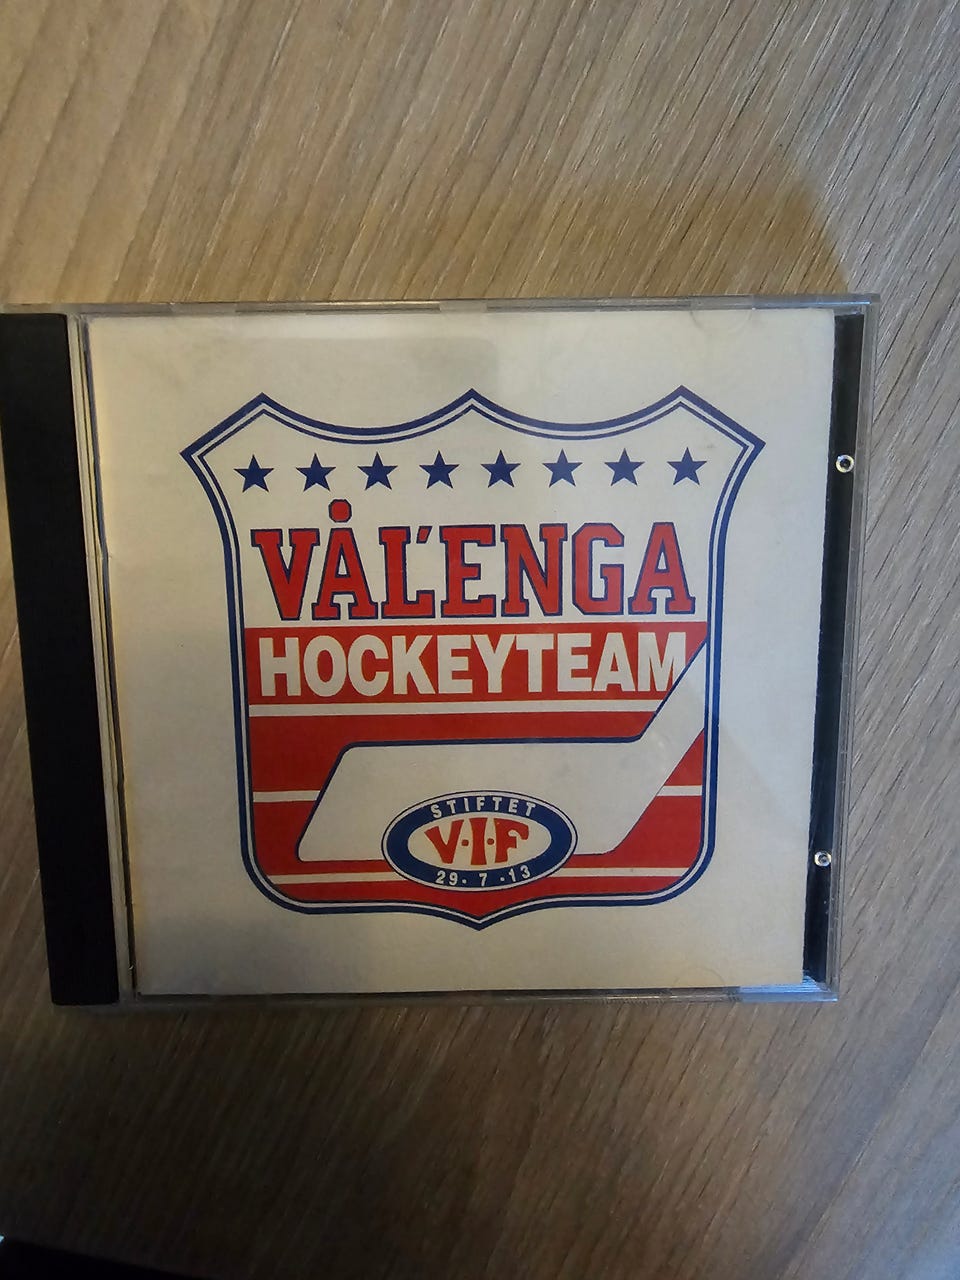 VÅL'ENGA
HOCKEYTEAM
STIFTET
V·I·F
29· 7 ·13